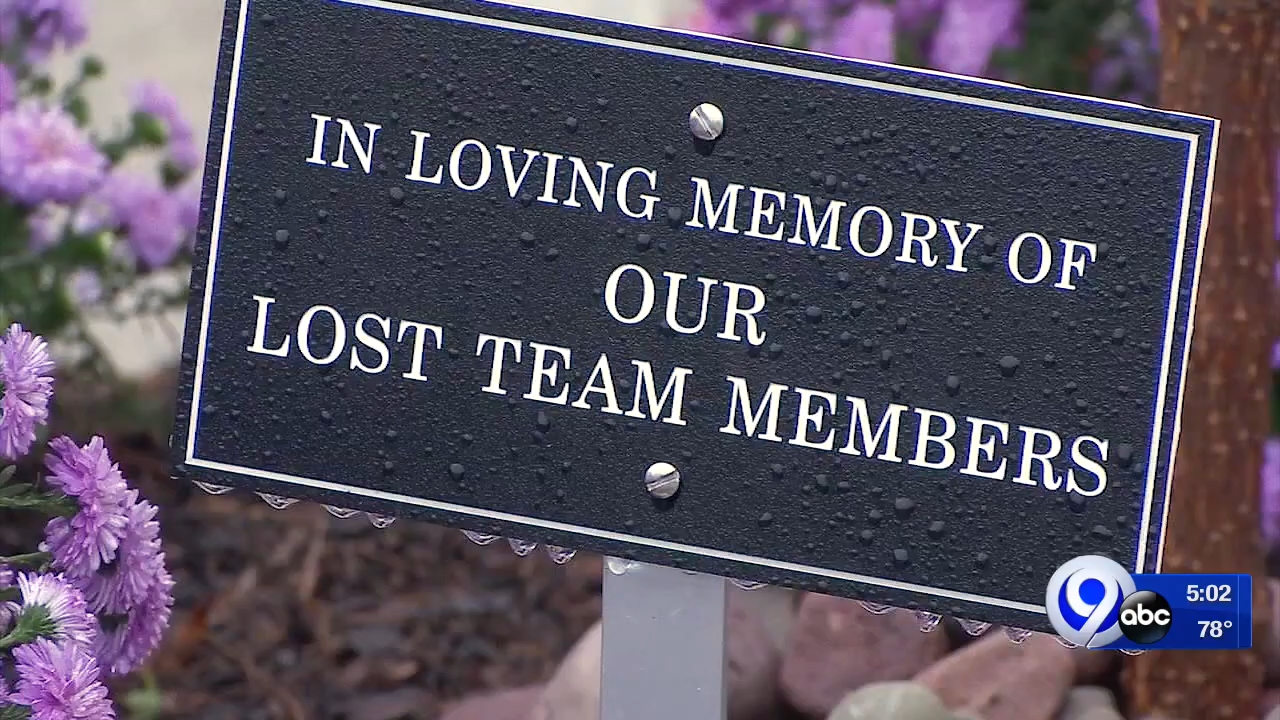 IN LOVING MEMORY OF
OUR
LOST TEAM MEMBERS
9 abc 5:02
78°